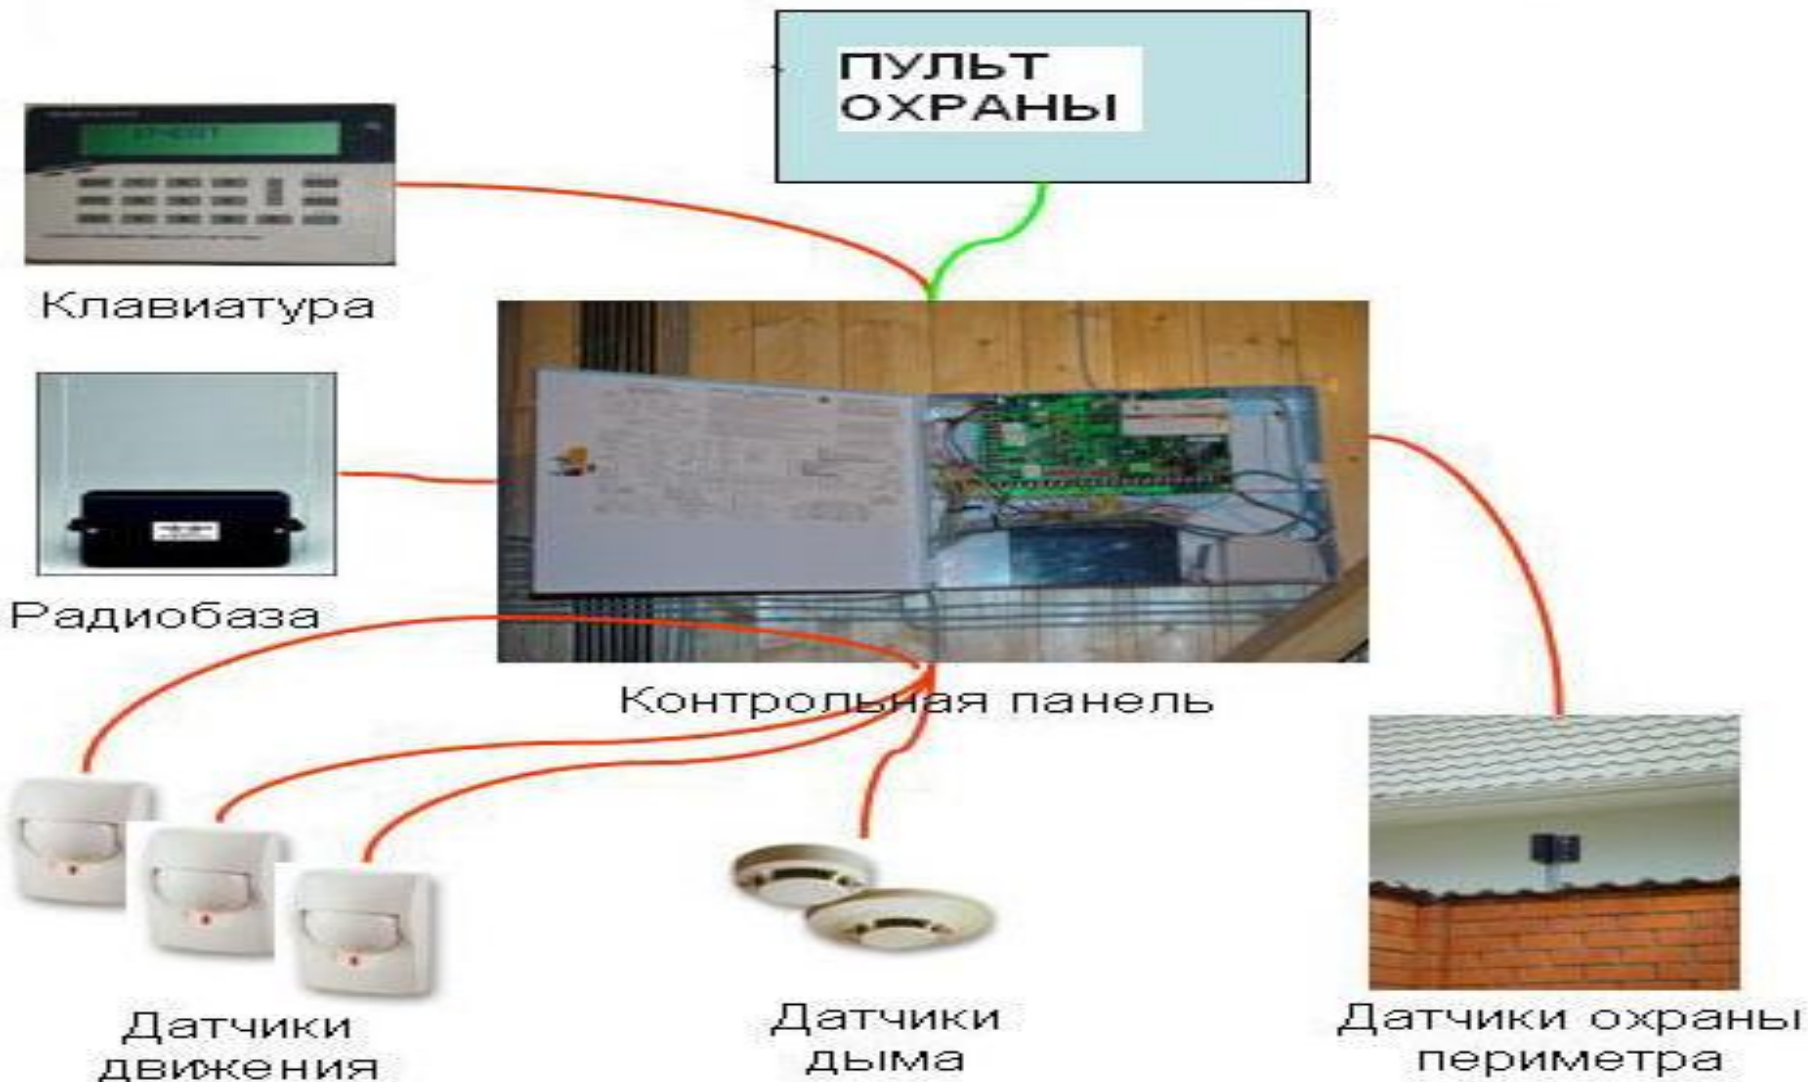 ПУЛЬТ
ОХРАНЫ
Клавиатура
Радиобаза
Контрольная панель
Датчики
движения
Датчики
дыма
Датчики охраны
периметра